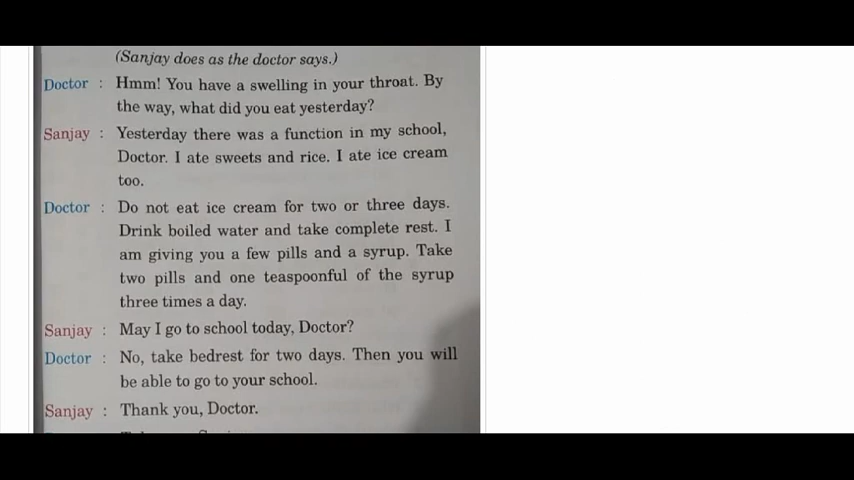 (Sanjay does as the doctor says.)
Doctor : Hmm! You have a swelling in your throat. By
the way, what did you eat yesterday?
Sanjay : Yesterday there was a function in my school,
Doctor. I ate sweets and rice. I ate ice cream
too.
Doctor : Do not eat ice cream for two or three days.
Drink boiled water and take complete rest. I
am giving you a few pills and a syrup. Take
two pills and one teaspoonful of the syrup
three times a day.
Sanjay : May I go to school today, Doctor?
Doctor : No, take bedrest for two days. Then you will
be able to go to your school.
Sanjay : Thank you, Doctor.